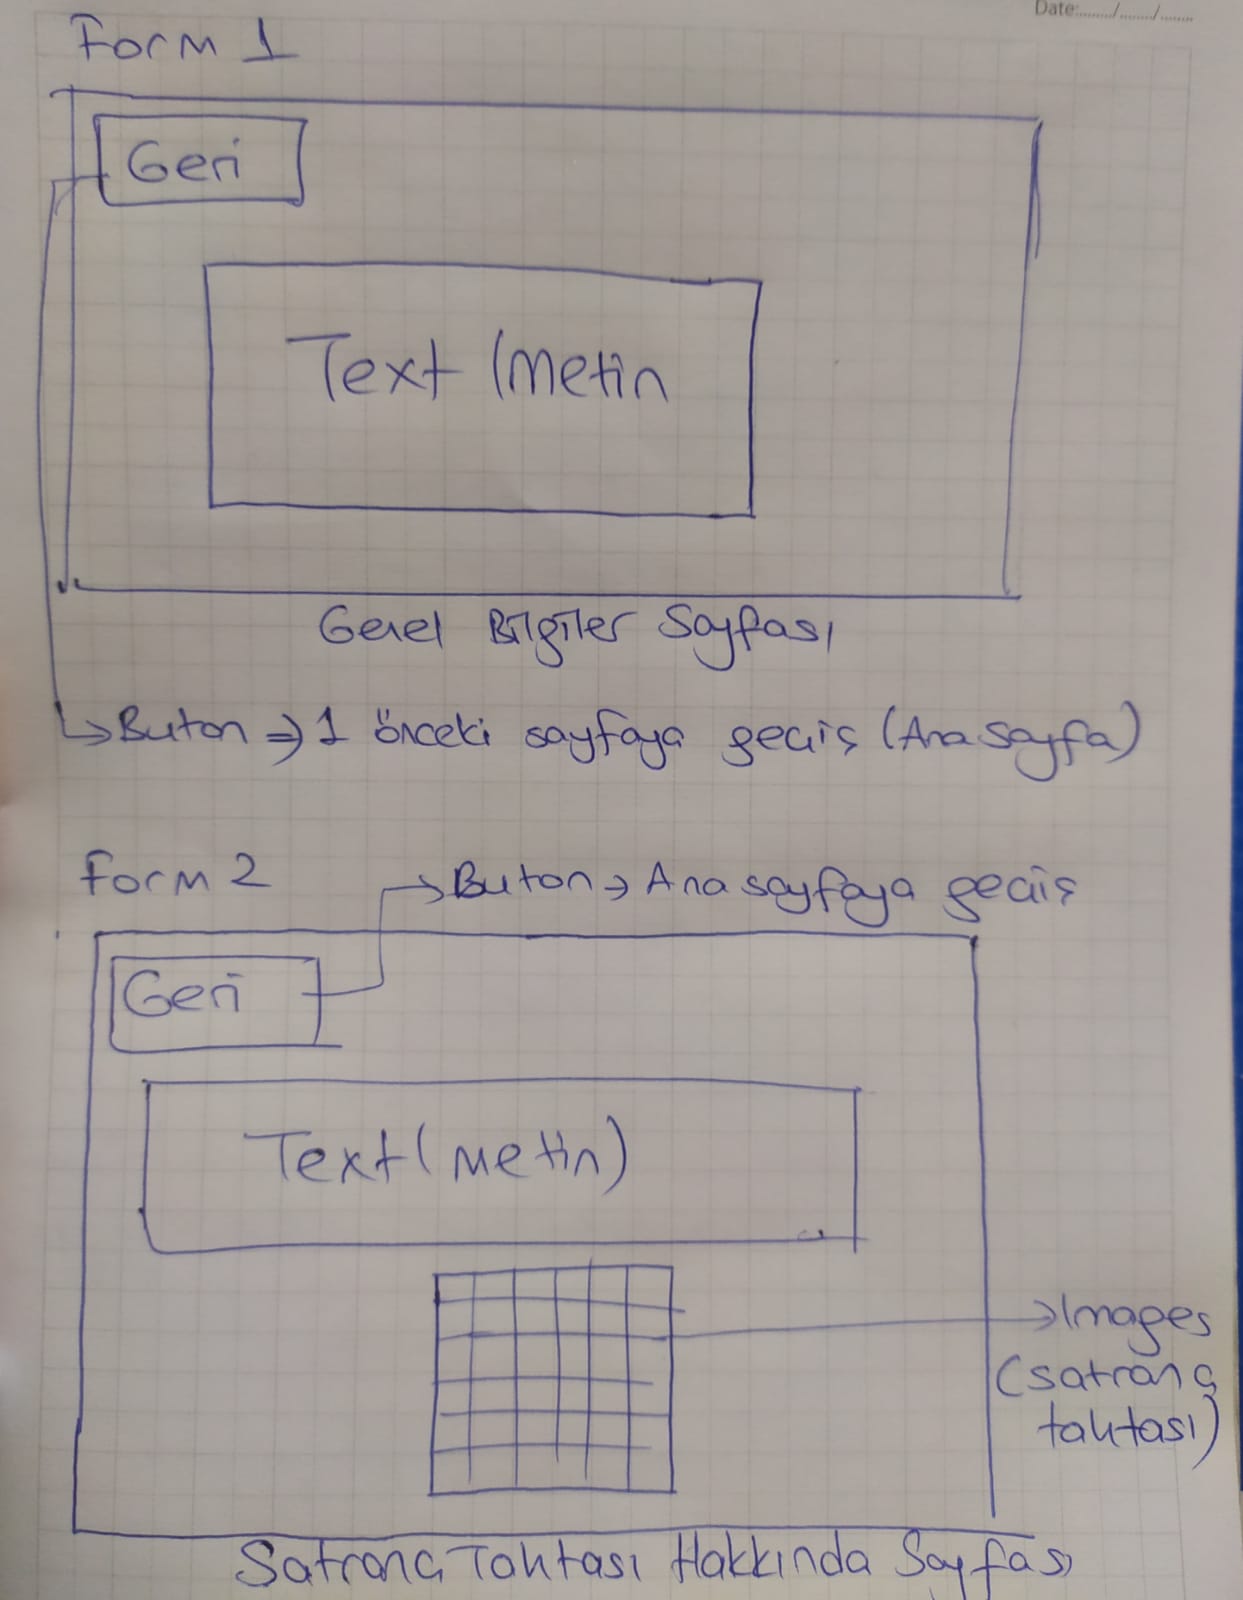 Date:......./......./.......
Form 1
Geri
Text (Metin
Genel Bilgiler Sayfası
Buton ⇒ 1 önceki sayfaya geçiş (Ana Sayfa)
Form 2
Buton → Ana sayfaya geçiş
Geri
Text (Metin)
Images
(satranç
tahtası)
Satranç Tahtası Hakkında Sayfası